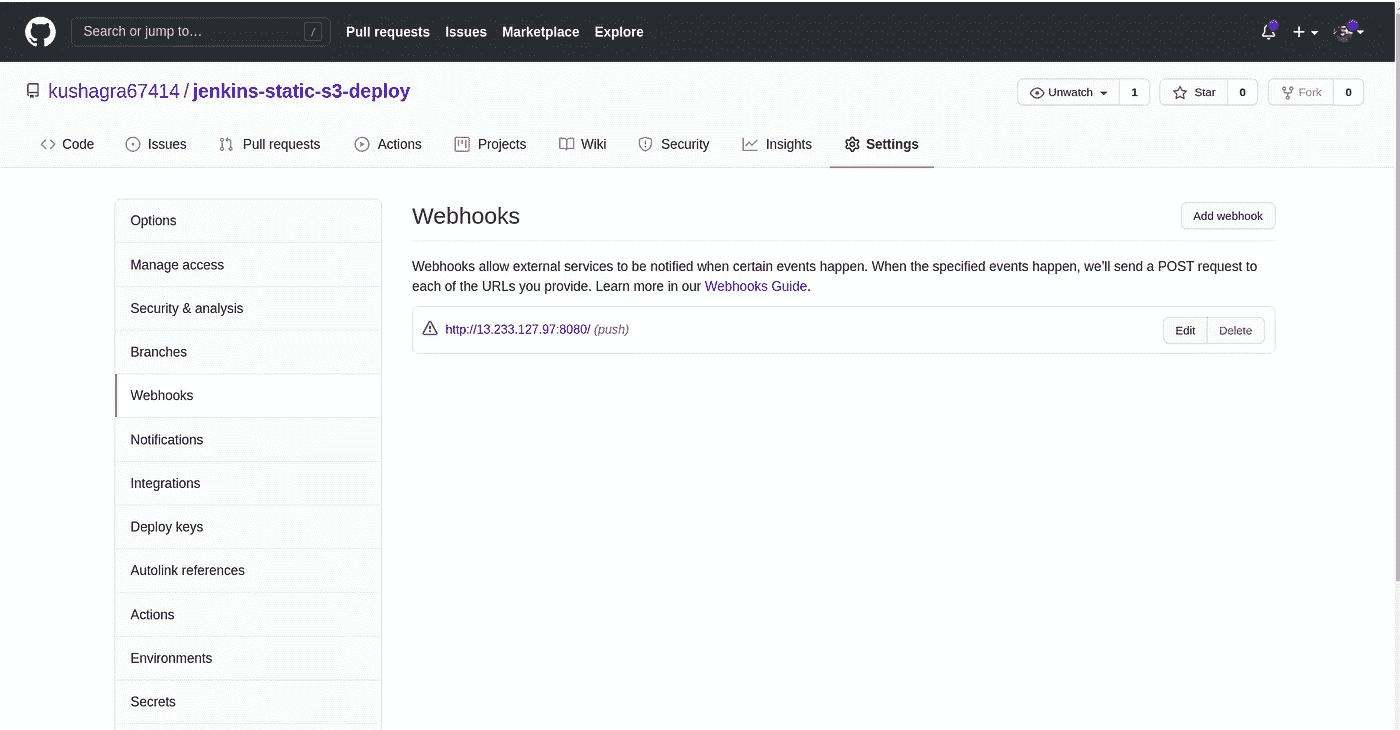 Search or jump to… /
Pull requests Issues Marketplace Explore
kushagra67414 / jenkins-static-s3-deploy
Unwatch 1 Star 0 Fork 0
Code Issues Pull requests Actions Projects Wiki Security Insights Settings
Options
Manage access
Security & analysis
Branches
Webhooks
Notifications
Integrations
Deploy keys
Autolink references
Actions
Environments
Secrets
Webhooks
Add webhook
Webhooks allow external services to be notified when certain events happen. When the specified events happen, we'll send a POST request to
each of the URLs you provide. Learn more in our Webhooks Guide.
http://13.233.127.97:8080/ (push)
Edit Delete